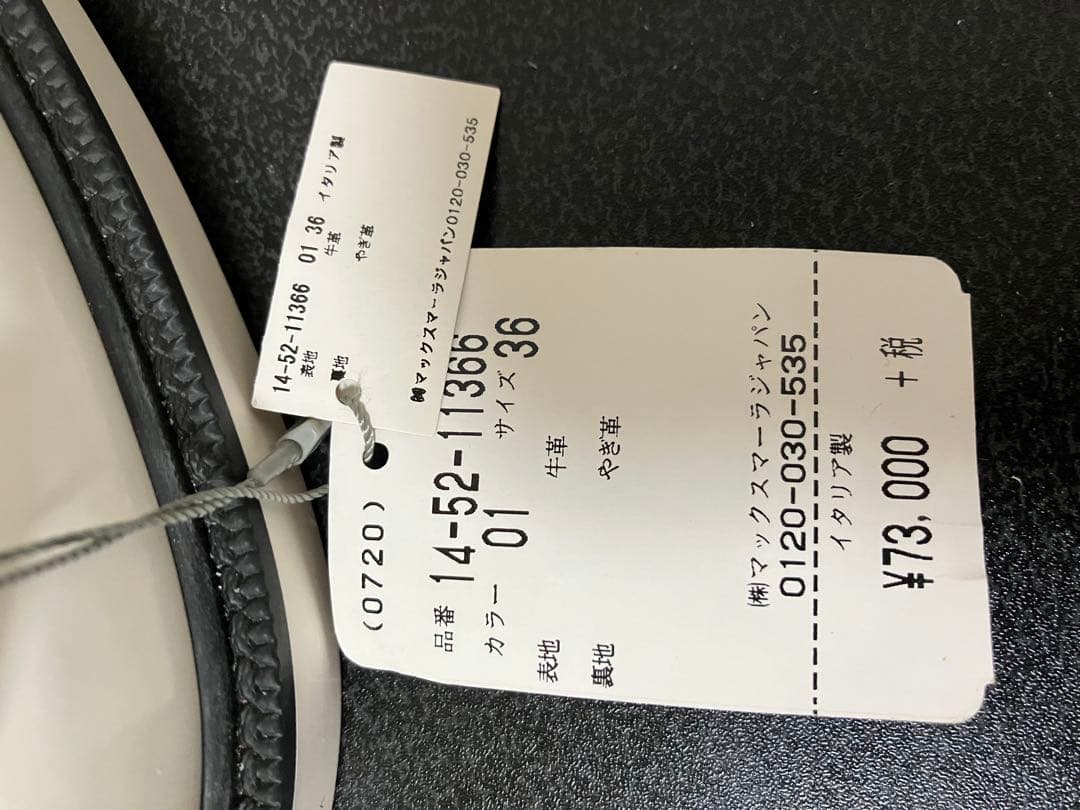 14-52-11366 01 36 イタリア製
表地 牛革
裏地 やぎ革
㈱マックスマーラジャパン0120-030-535
(0720)
品番 14-52-11366
カラー 01 サイズ 36
表地 牛革
裏地 やぎ革
(株)マックスマーラジャパン
0120-030-535
イタリア製
¥73,000 +税